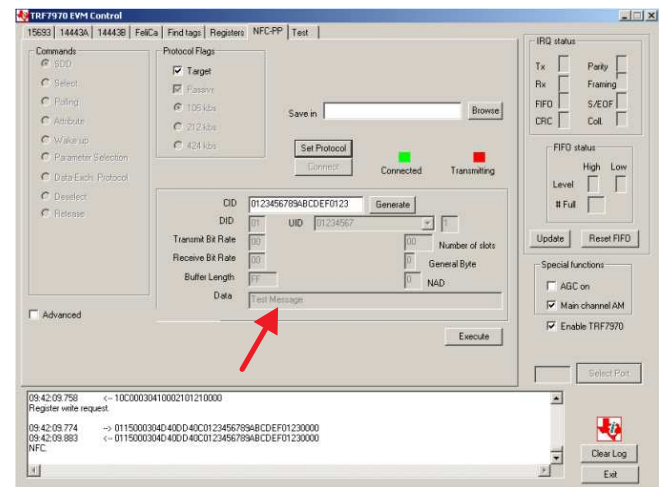 TRF7970 EVM Control
15693 14443A 14443B FeliCa Find tags Registers NFC-PP Test
Commands
SDD
Select
Polling
Attribute
Wake up
Parameter Selection
Data Exch. Protocol
Deselect
Release
Advanced
Protocol Flags
Target
Passive
106 kbs
212 kbs
424 kbs
Save in Browse
Set Protocol
Connect
Connected Transmitting
CID 0123456789ABCDEF0123 Generate
DID 01 UID 01234567 1
Transmit Bit Rate 00 00 Number of slots
Receive Bit Rate 00 0 General Byte
Buffer Length FF 0 NAD
Data Test Message
Execute
IRQ status
Tx Parity
Rx Framing
FIFO S/EOF
CRC Coll.
FIFO status
High Low
Level
# Full
Update Reset FIFO
Special functions
AGC on
Main channel AM
Enable TRF7970
Select Port
09:42:09.758 <-- 10C00030410002101210000
Register write request.
09:42:09.774 --> 0115000304D40DD40C0123456789ABCDEF01230000
09:42:09.883 <-- 0115000304D40DD40C0123456789ABCDEF01230000
NFC.
Clear Log
Exit